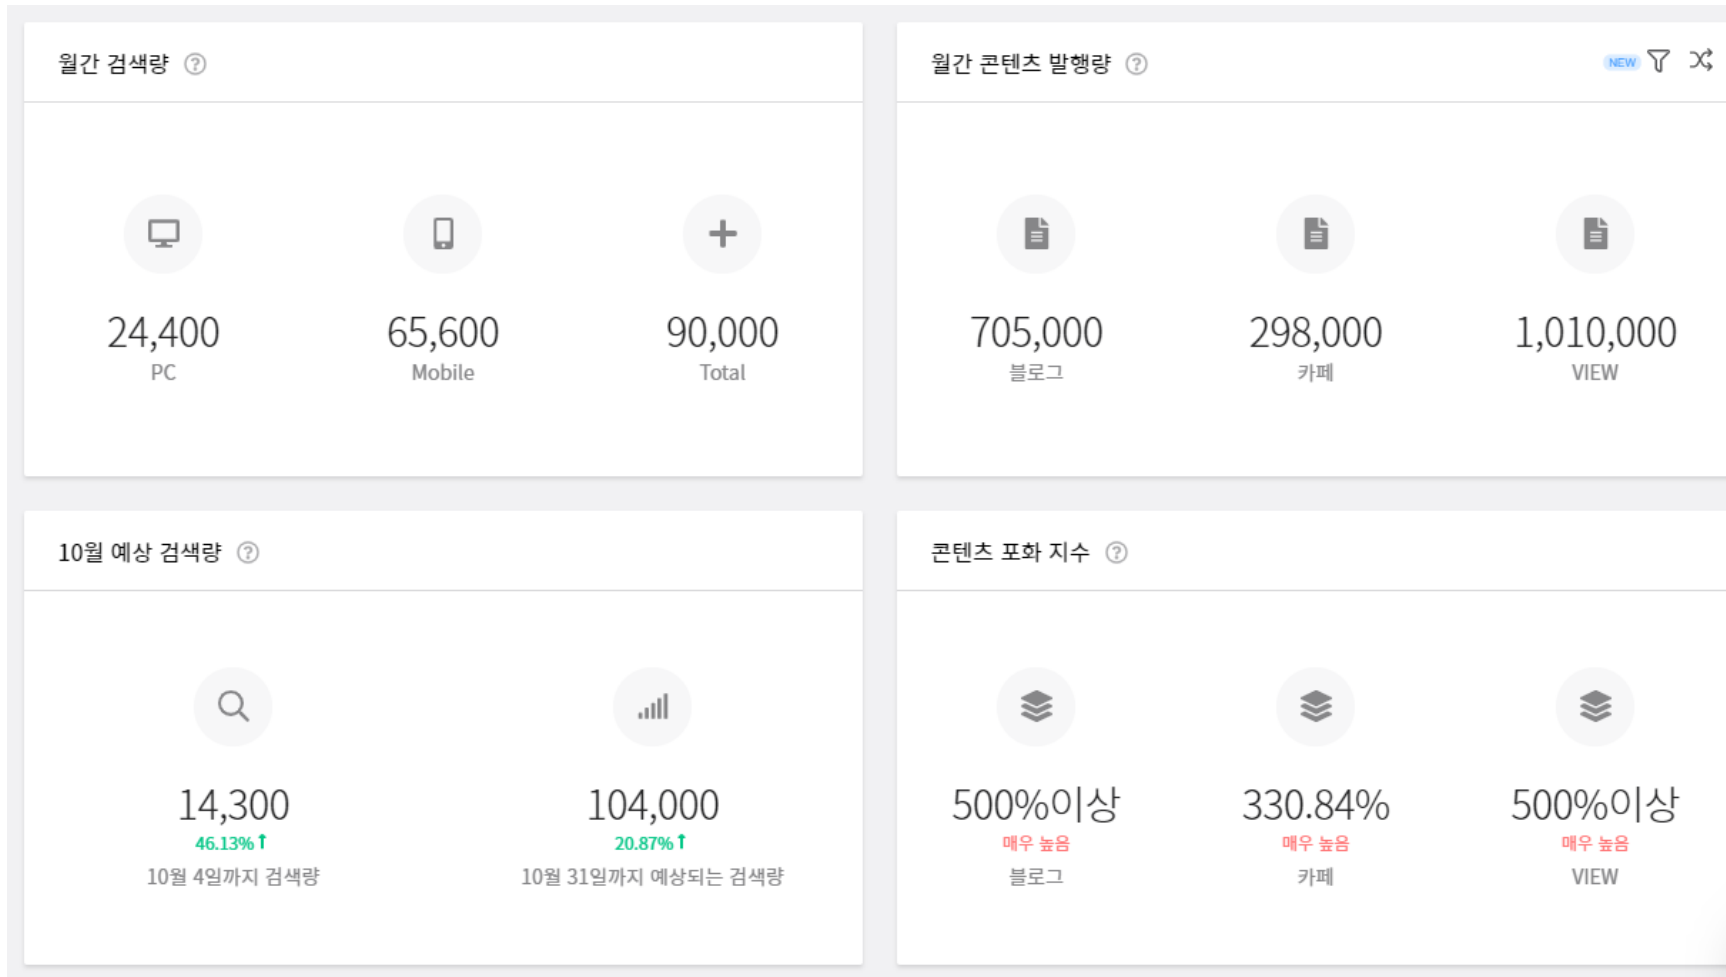 월간 검색량
24,400
PC
65,600
Mobile
90,000
Total
월간 콘텐츠 발행량
NEW
705,000
블로그
298,000
카페
1,010,000
VIEW
10월 예상 검색량
14,300
46.13%↑
10월 4일까지 검색량
104,000
20.87%↑
10월 31일까지 예상되는 검색량
콘텐츠 포화 지수
500%이상
매우 높음
블로그
330.84%
매우 높음
카페
500%이상
매우 높음
VIEW